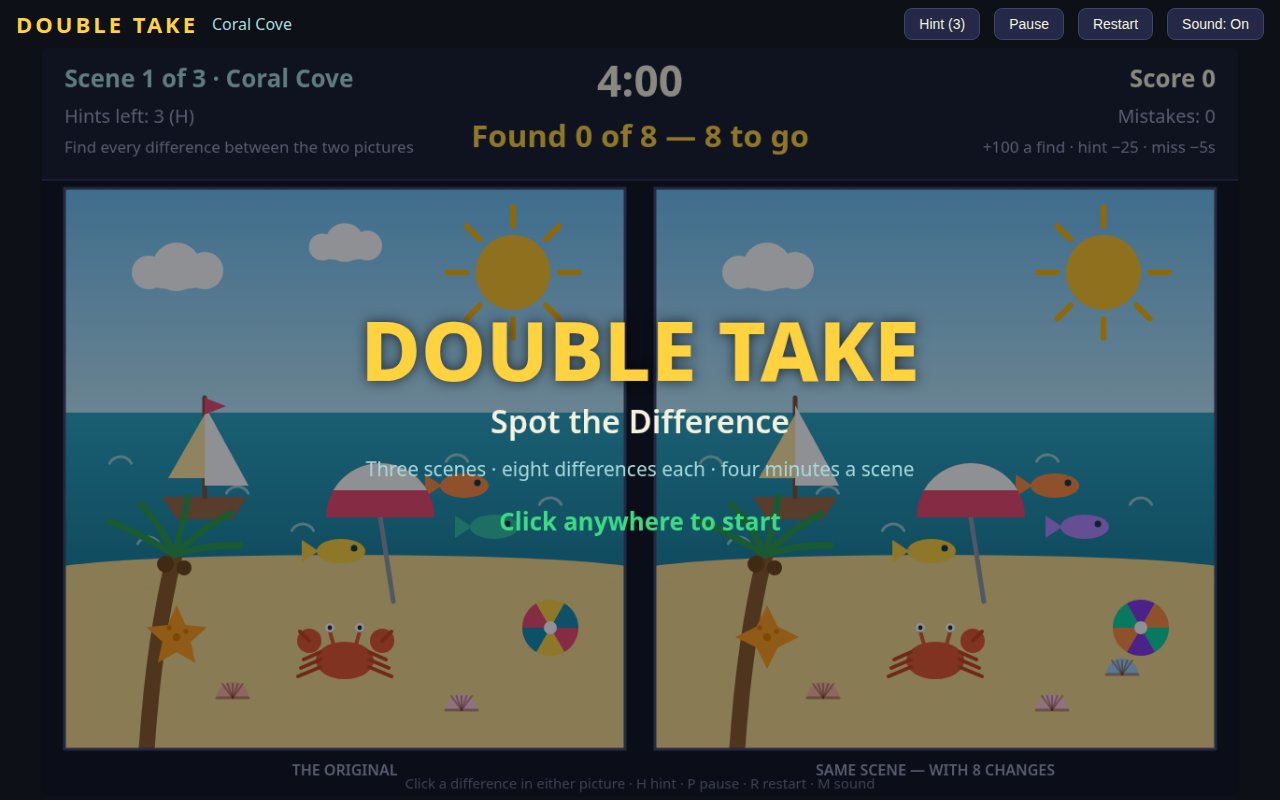 DOUBLE TAKE Coral Cove Hint (3) Pause Restart Sound: On
Scene 1 of 3 · Coral Cove 4:00 Score 0
Hints left: 3 (H) Found 0 of 8 — 8 to go Mistakes: 0
Find every difference between the two pictures +100 a find · hint −25 · miss −5s
DOUBLE TAKE
Spot the Difference
Three scenes · eight differences each · four minutes a scene
Click anywhere to start
THE ORIGINAL SAME SCENE — WITH 8 CHANGES
Click a difference in either picture · H hint · P pause · R restart · M sound